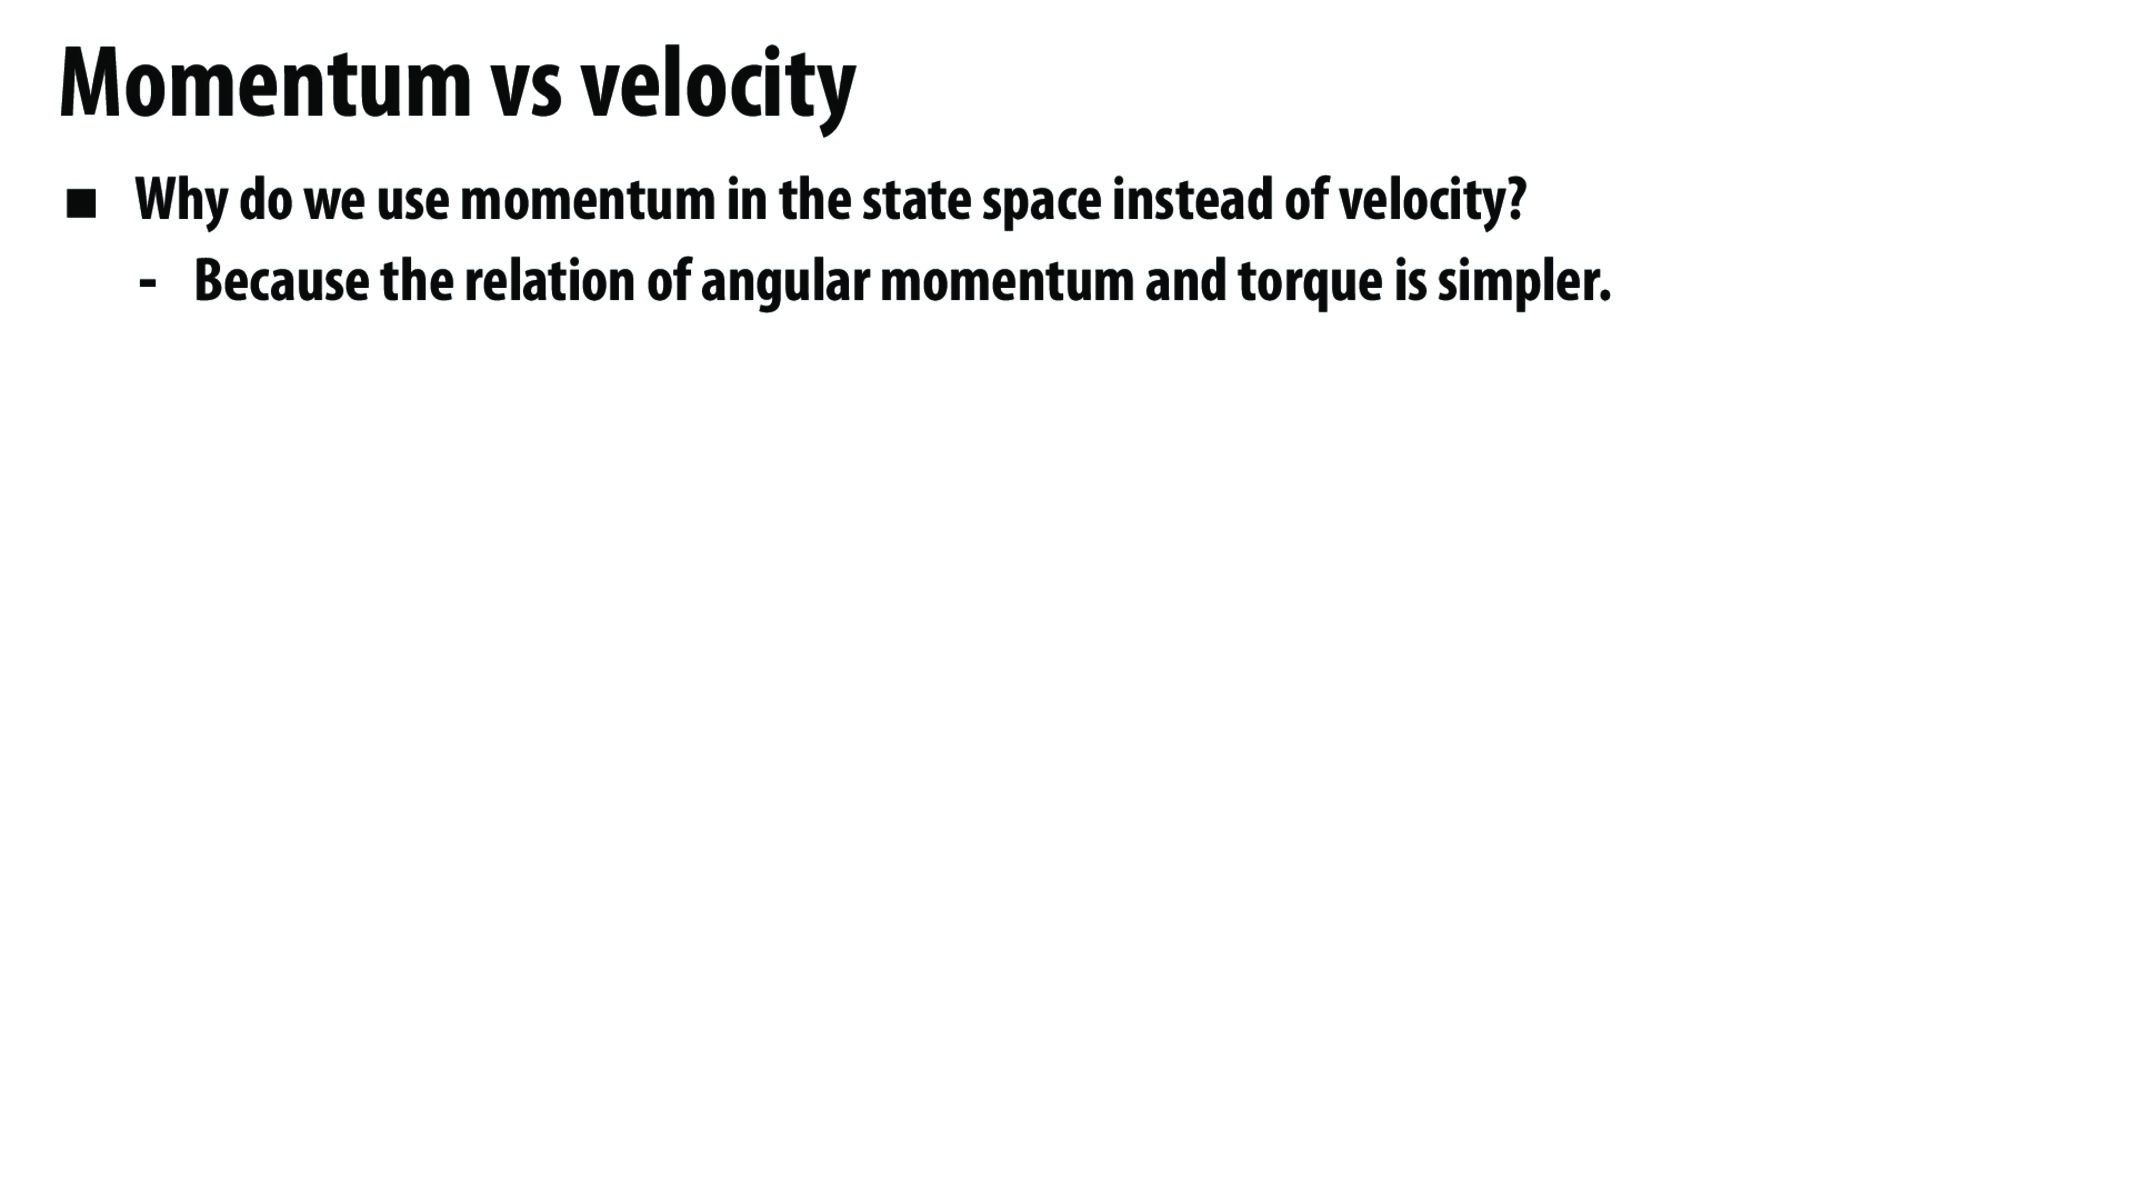 Momentum vs velocity
■ Why do we use momentum in the state space instead of velocity?
- Because the relation of angular momentum and torque is simpler.